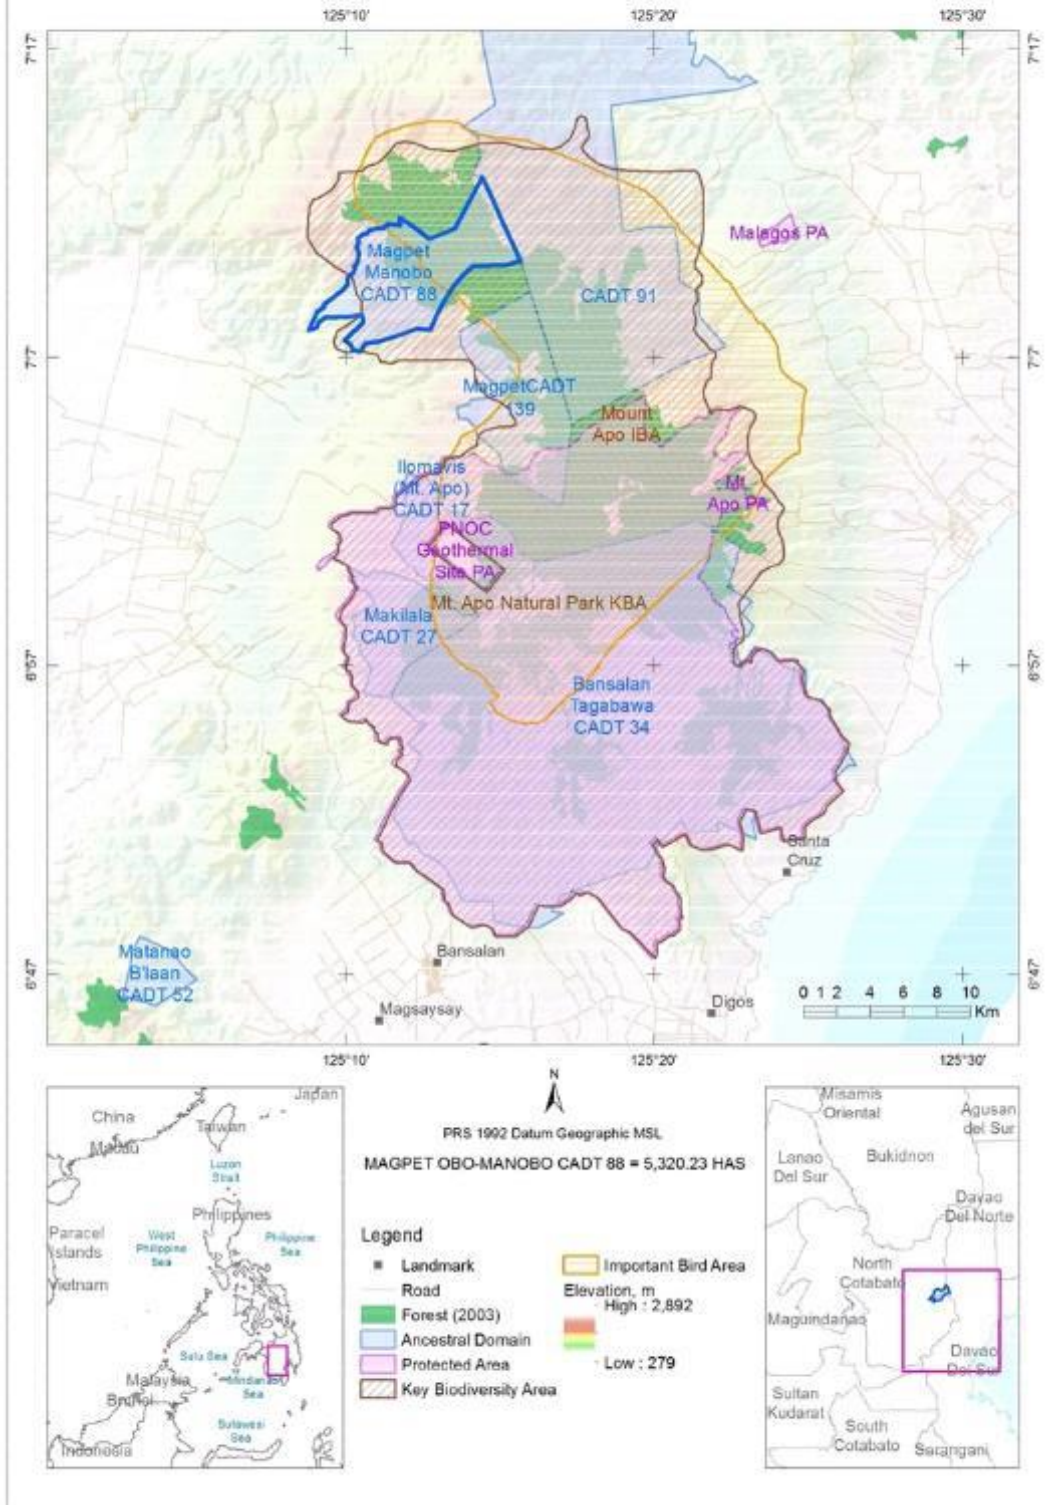 125°10' 125°20' 125°30'
7°17' 7°17'
Malagos PA
Magpet
Manobo
CADT 88
CADT 91
7°7' 7°7'
MagpetCADT
139
Mount
Apo IBA
Ilomavis
(Mt. Apo)
CADT 17
Mt.
Apo PA
PNOC
Geothermal
Site PA
Mt. Apo Natural Park KBA
Makilala
CADT 27
6°57' 6°57'
Bansalan
Tagabawa
CADT 34
Santa
Cruz
Bansalan
Matanao
B'laan
CADT 52
6°47' 6°47'
Magsaysay
Digos
0 1 2 4 6 8 10
Km
125°10' 125°20' 125°30'
Japan
China
Taiwan
Macau
Luzon
Strait
Philippines
Paracel
Islands
West
Philippine
Sea
Philippine
Sea
Vietnam
Sulu Sea
Malaysia
Mindanao
Sea
Brunei
Sulawesi
Sea
Indonesia
N
PRS 1992 Datum Geographic MSL
MAGPET OBO-MANOBO CADT 88 = 5,320.23 HAS
Legend
Landmark
Road
Forest (2003)
Ancestral Domain
Protected Area
Key Biodiversity Area
Important Bird Area
Elevation, m
High : 2,892
Low : 279
Misamis
Oriental
Agusan
del Sur
Lanao
Del Sur
Bukidnon
Davao
Del Norte
North
Cotabato
Maguindanao
Davao
Del Sur
Sultan
Kudarat
South
Cotabato
Sarangani